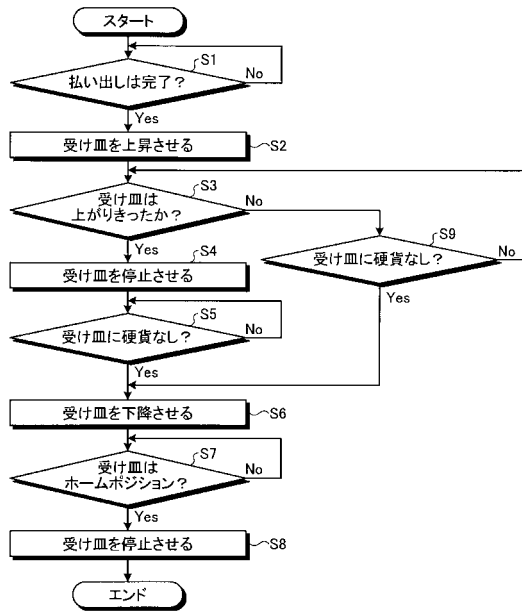 スタート
S1
払い出しは完了？
No
Yes
受け皿を上昇させる
S2
S3
受け皿は
上がりきったか？
No
Yes
S9
受け皿に硬貨なし？
No
Yes
S4
受け皿を停止させる
S5
受け皿に硬貨なし？
No
Yes
受け皿を下降させる
S6
S7
受け皿は
ホームポジション？
No
Yes
受け皿を停止させる
S8
エンド